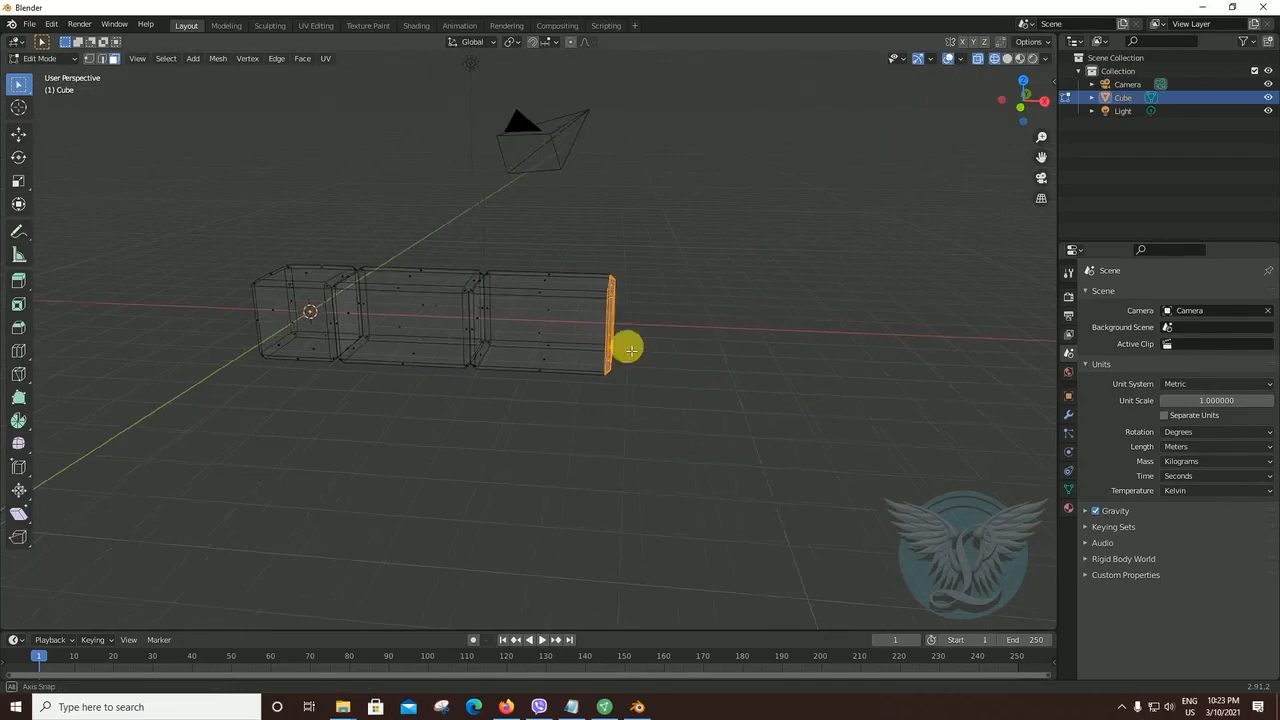 Blender
File Edit Render Window Help Layout Modeling Sculpting UV Editing Texture Paint Shading Animation Rendering Compositing Scripting + Scene View Layer
Global X Y Z Options
Edit Mode View Select Add Mesh Vertex Edge Face UV
User Perspective
(1) Cube
Scene Collection
Collection
Camera
Cube
Light
Z
Y
X
Scene
Scene
Camera Camera
Background Scene
Active Clip
Units
Unit System Metric
Unit Scale 1.000000
Separate Units
Rotation Degrees
Length Meters
Mass Kilograms
Time Seconds
Temperature Kelvin
Gravity
Keying Sets
Audio
Rigid Body World
Custom Properties
Playback Keying View Marker 1 Start 1 End 250
1 10 20 30 40 50 60 70 80 90 100 110 120 130 140 150 160 170 180 190 200 210 220 230 240 250
Axis Snap 2.91.2
Type here to search
ENG 10:23 PM
US 3/10/2021